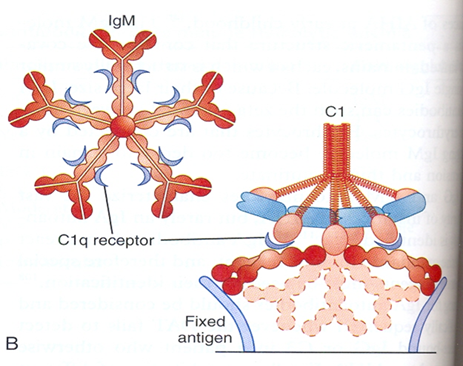 IgM
C1
C1q receptor
Fixed
antigen
B